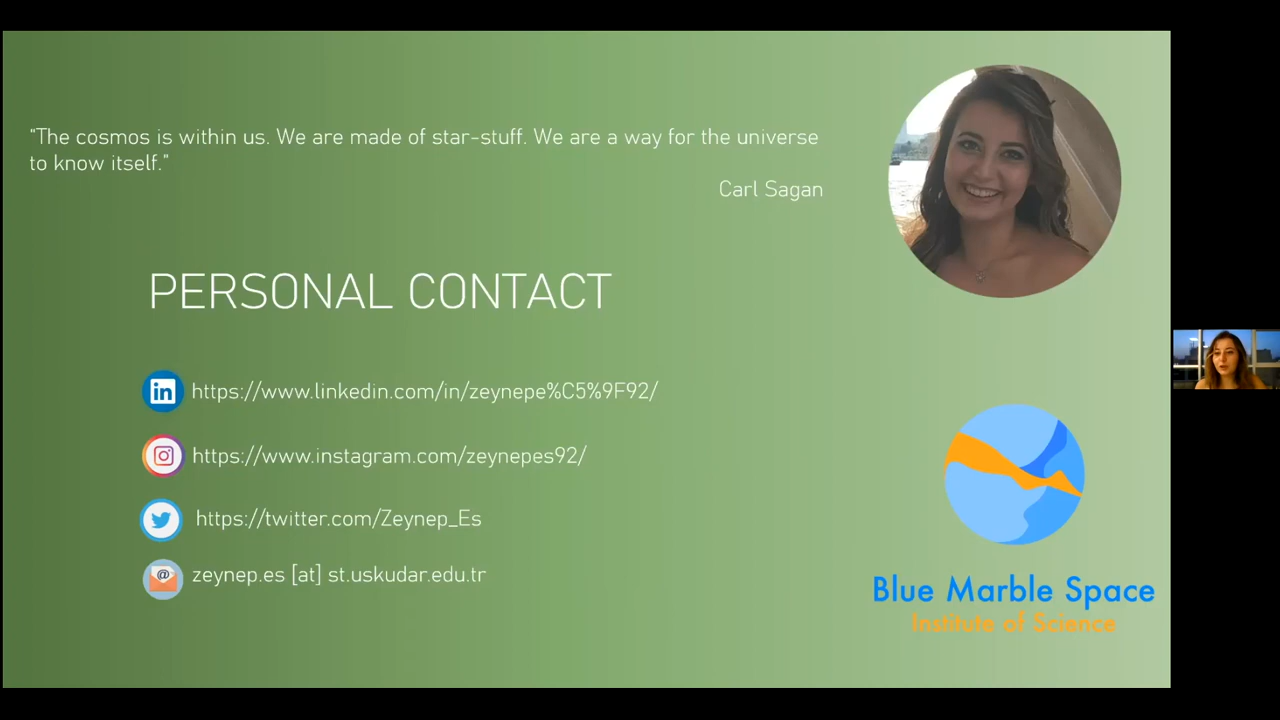 "The cosmos is within us. We are made of star-stuff. We are a way for the universe
to know itself."
Carl Sagan
PERSONAL CONTACT
in https://www.linkedin.com/in/zeynepe%C5%9F92/
https://www.instagram.com/zeynepes92/
https://twitter.com/Zeynep_Es
@ zeynep.es [at] st.uskudar.edu.tr
Blue Marble Space
Institute of Science